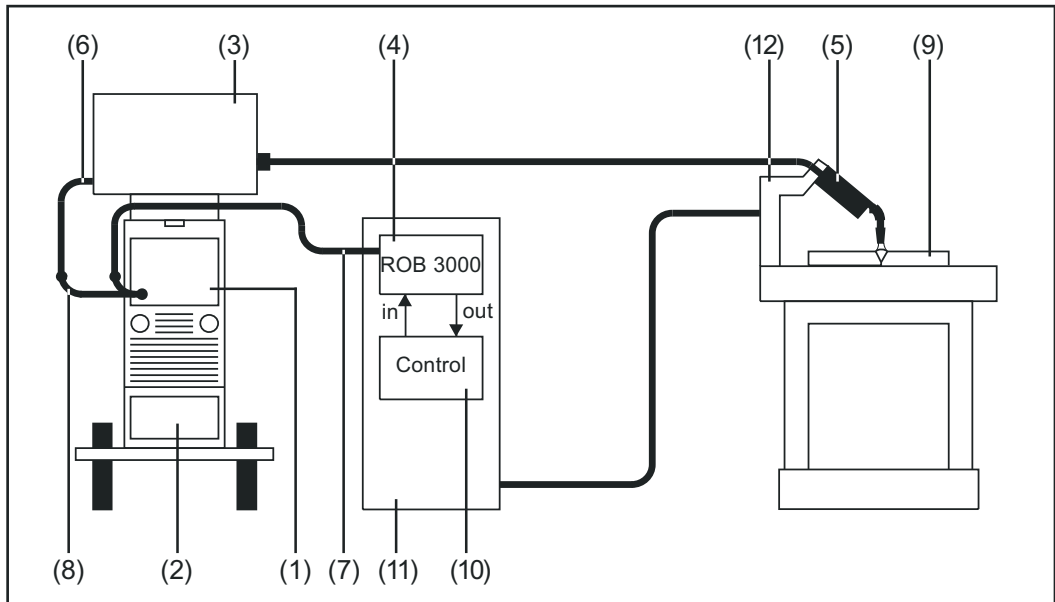 (6) (3) (4) (12) (5) (9)
ROB 3000
in out
Control
(8) (2) (1) (7) (11) (10)